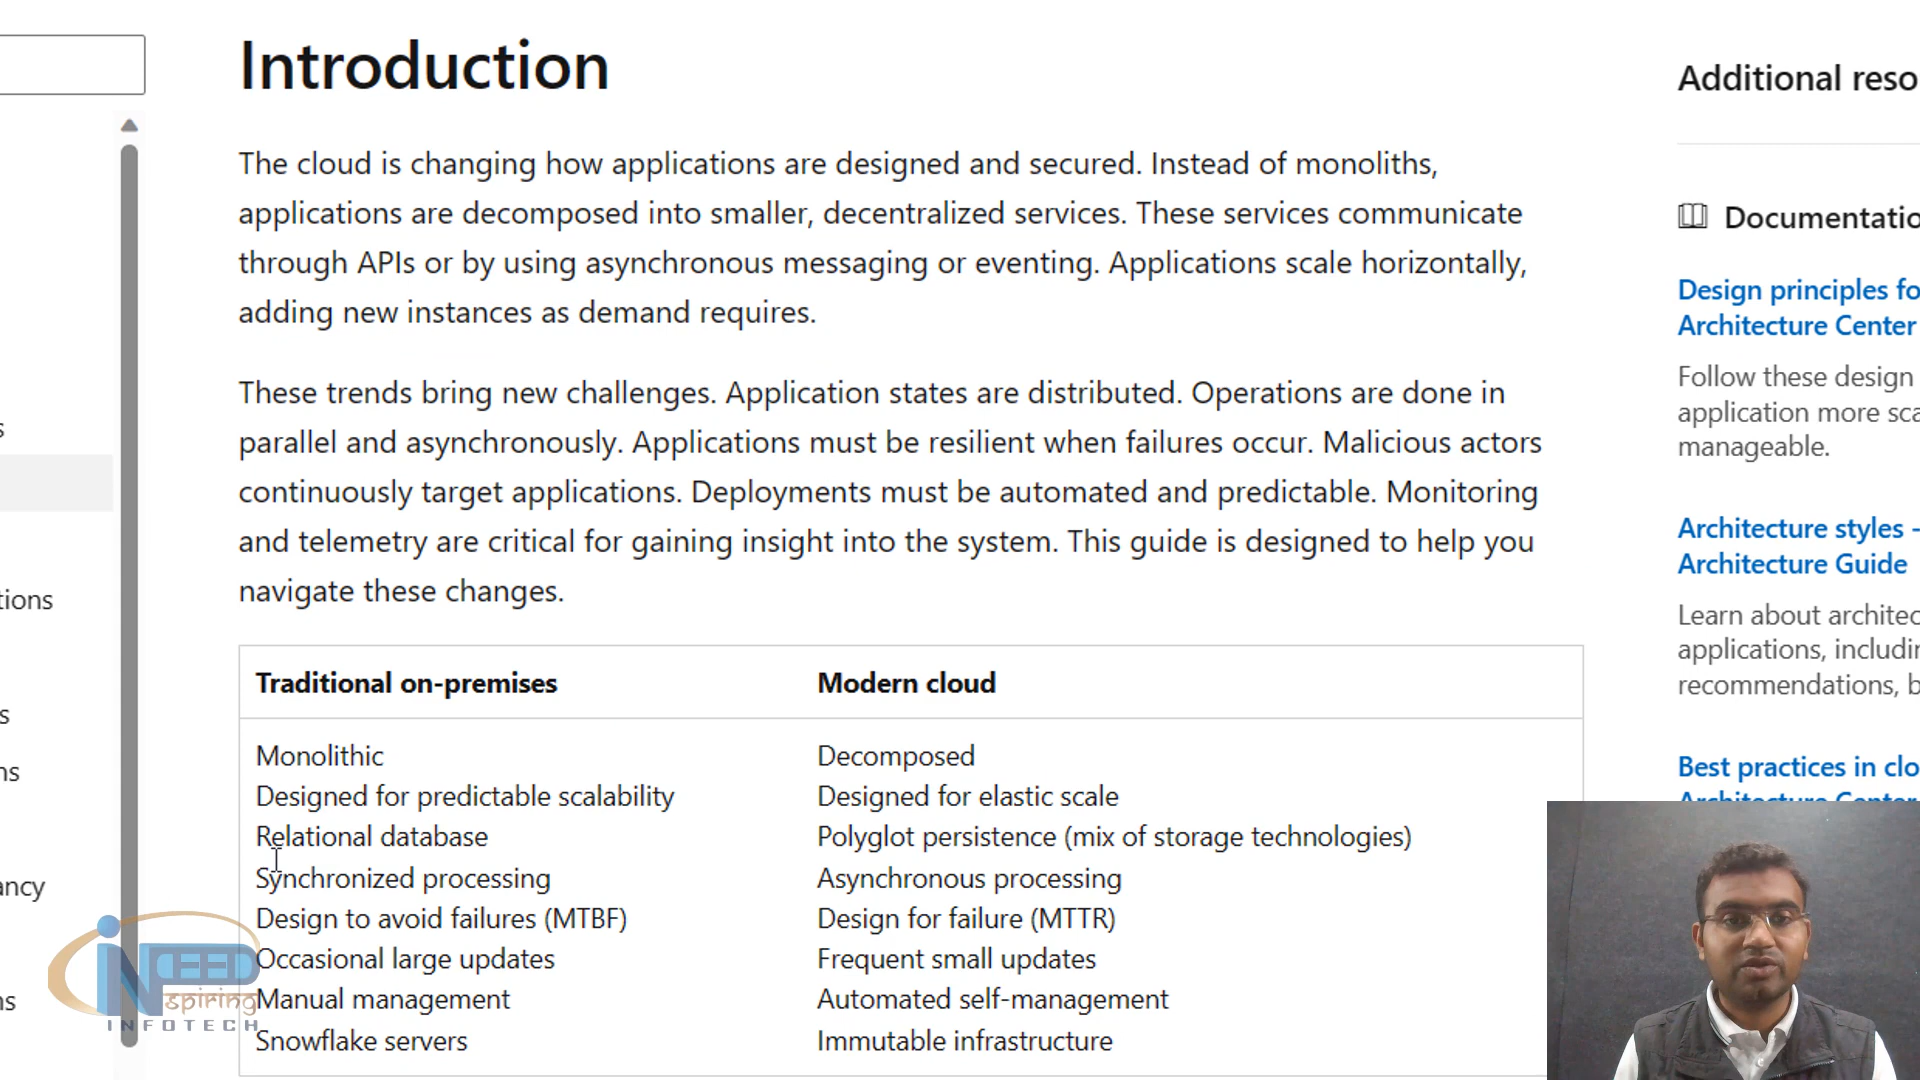 Introduction
The cloud is changing how applications are designed and secured. Instead of monoliths,
applications are decomposed into smaller, decentralized services. These services communicate
through APIs or by using asynchronous messaging or eventing. Applications scale horizontally,
adding new instances as demand requires.
These trends bring new challenges. Application states are distributed. Operations are done in
parallel and asynchronously. Applications must be resilient when failures occur. Malicious actors
continuously target applications. Deployments must be automated and predictable. Monitoring
and telemetry are critical for gaining insight into the system. This guide is designed to help you
navigate these changes.
Traditional on-premises Modern cloud
Monolithic Decomposed
Designed for predictable scalability Designed for elastic scale
Relational database Polyglot persistence (mix of storage technologies)
Synchronized processing Asynchronous processing
Design to avoid failures (MTBF) Design for failure (MTTR)
Occasional large updates Frequent small updates
Manual management Automated self-management
Snowflake servers Immutable infrastructure
Additional reso
Documentatio
Design principles fo
Architecture Center
Follow these design
application more sca
manageable.
Architecture styles -
Architecture Guide
Learn about architec
applications, includin
recommendations, b
Best practices in clo
Architecture Center
s
tions
s
ns
ancy
ns
iNCEED
nspiring
INFOTECH